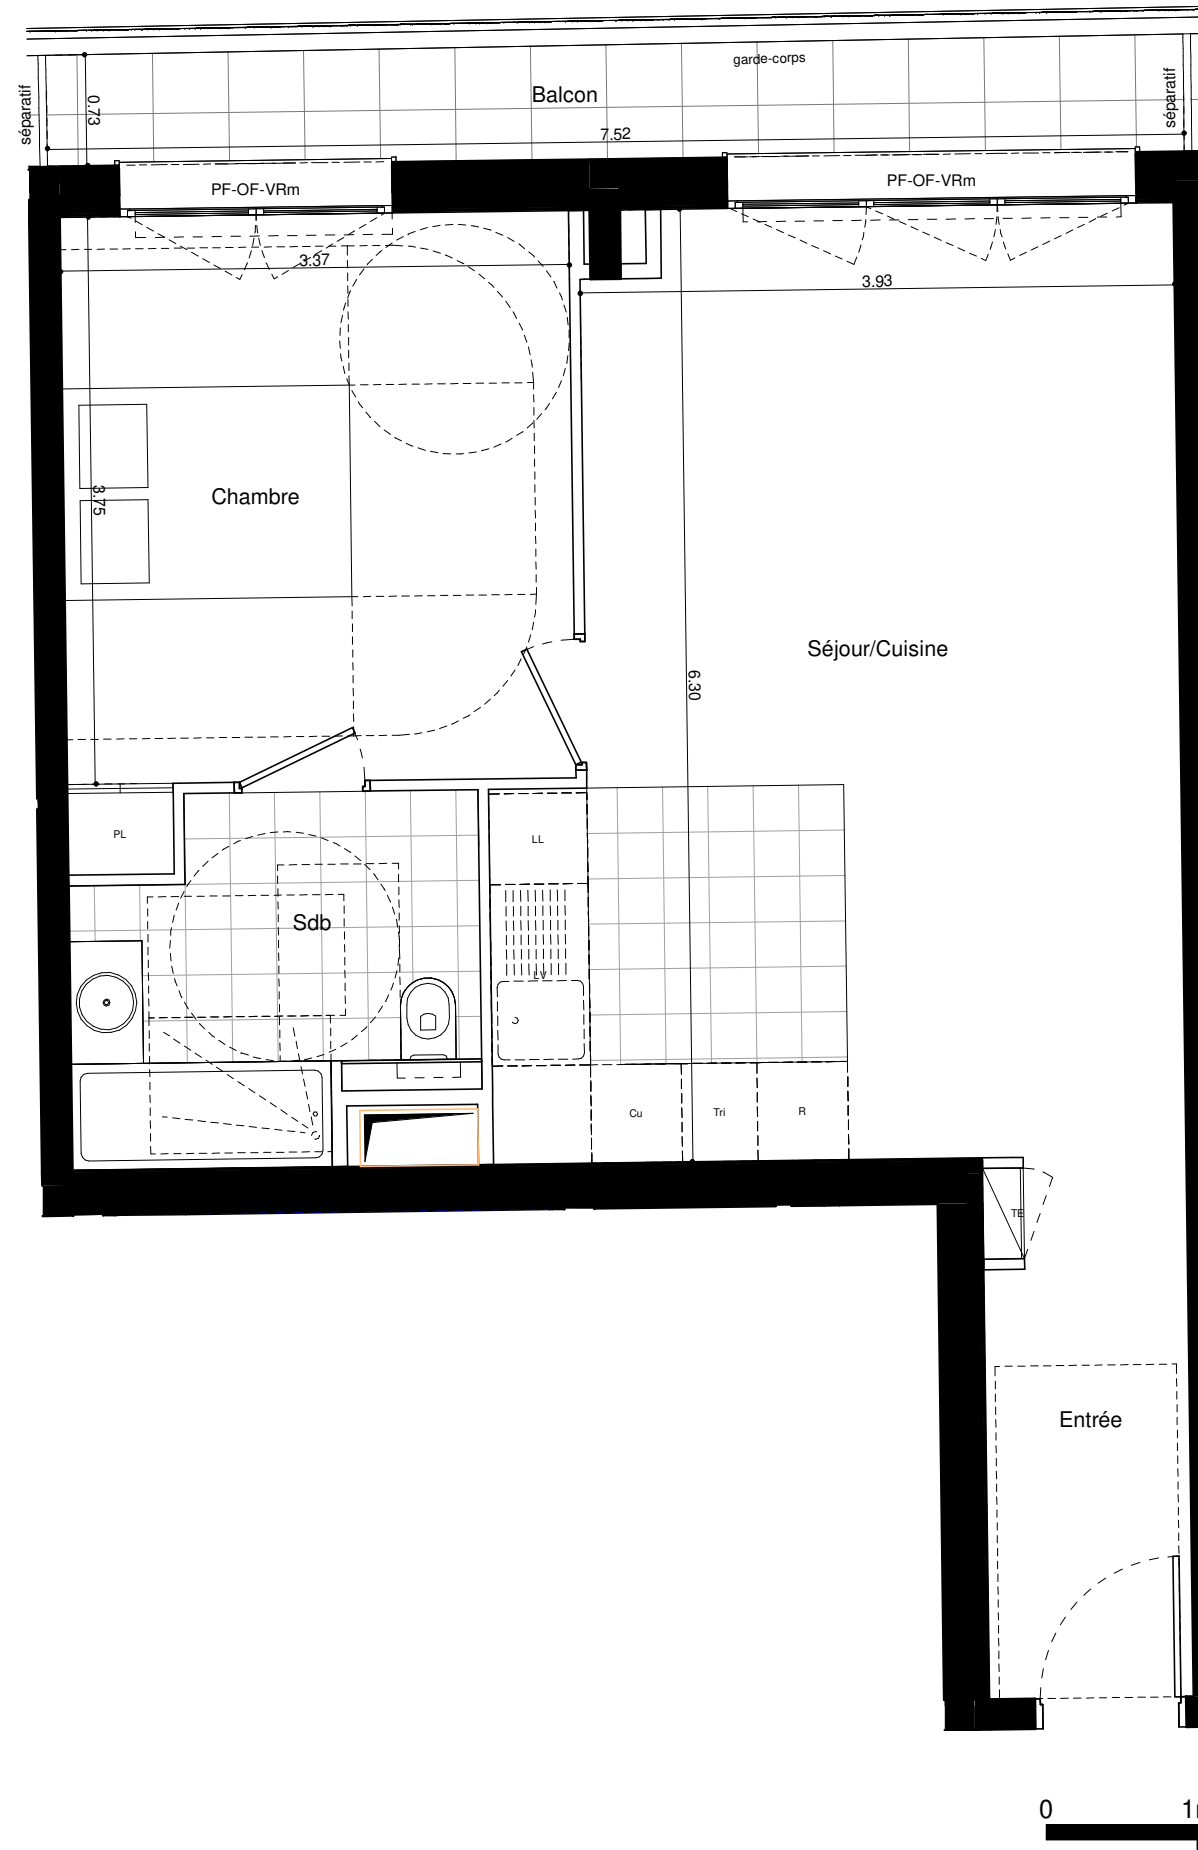 garde-corps
séparatif
Balcon
séparatif
0.73
7.52
PF-OF-VRm
PF-OF-VRm
3.37
3.93
Chambre
3.75
Séjour/Cuisine
6.30
PL
LL
Sdb
LV
Cu
Tri
R
TE
Entrée
0